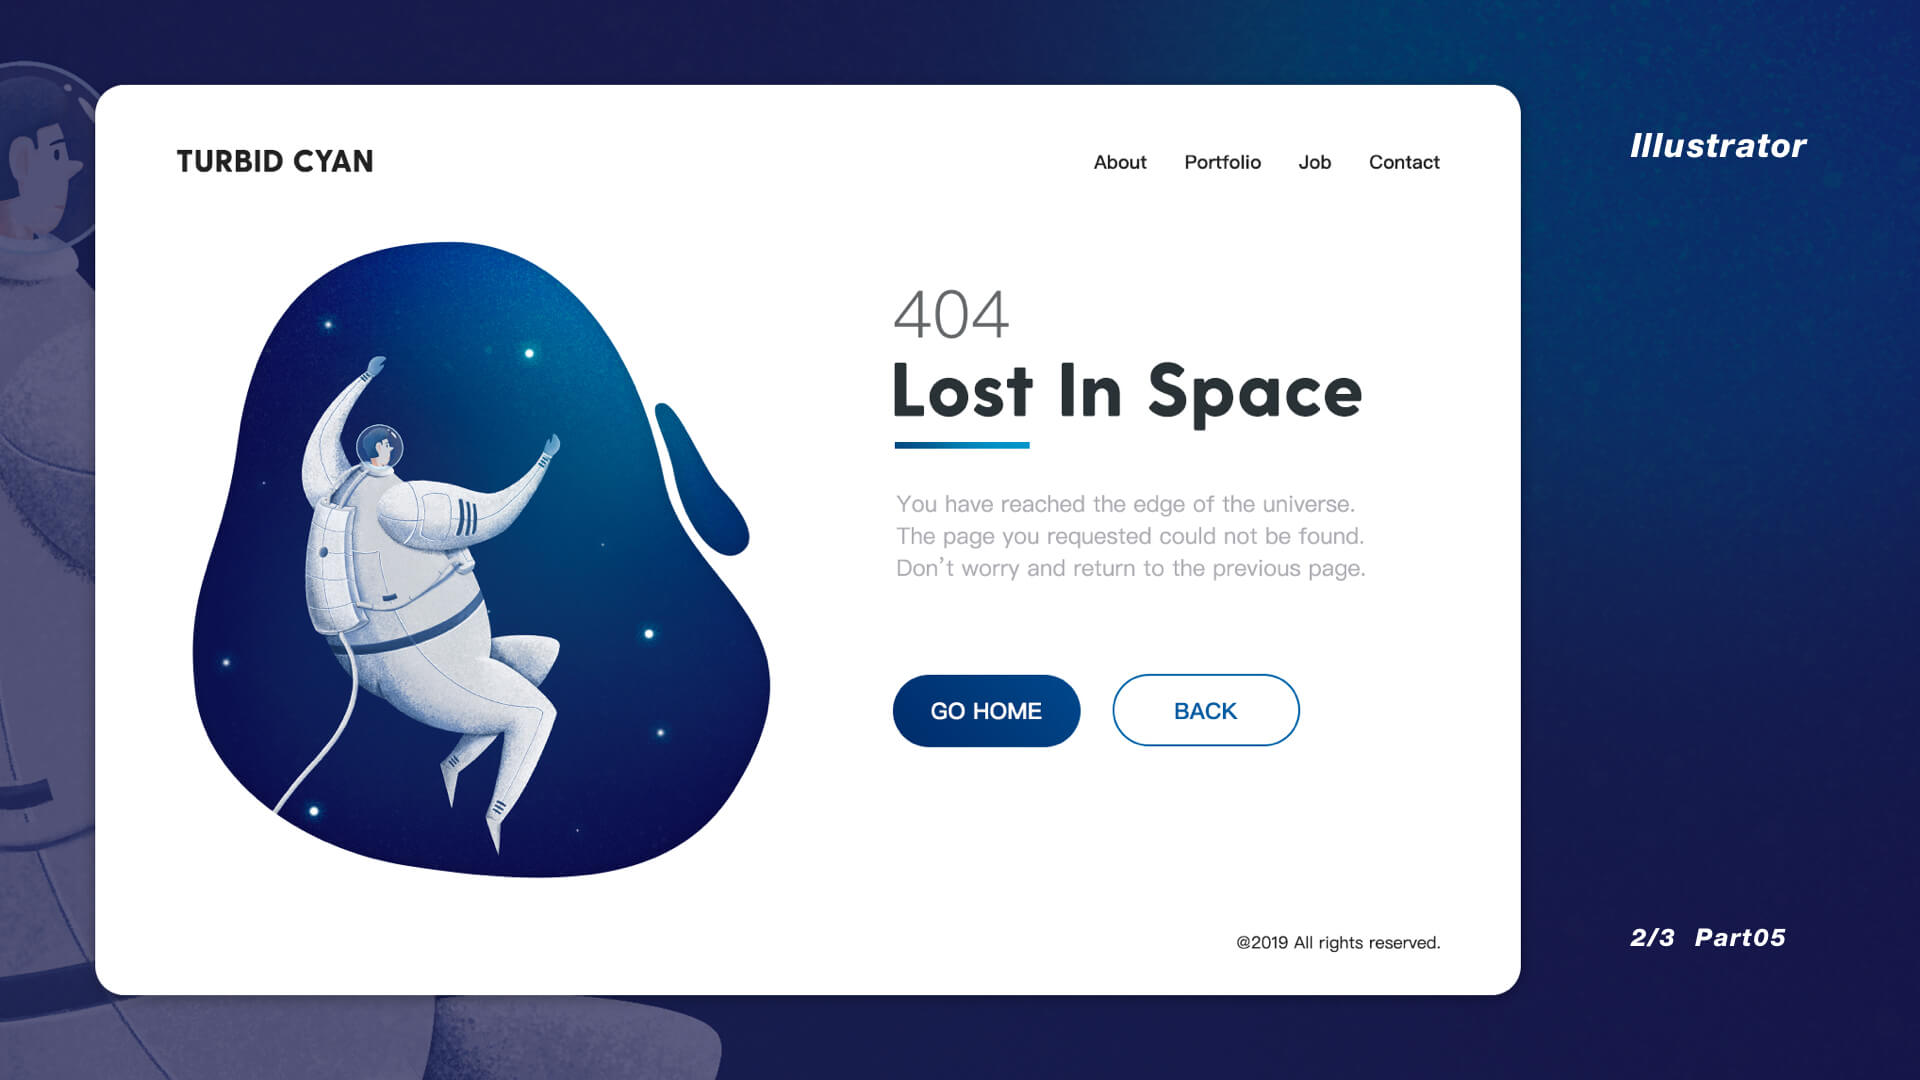 TURBID CYAN
About Portfolio Job Contact
Illustrator
404
Lost In Space
You have reached the edge of the universe.
The page you requested could not be found.
Don’t worry and return to the previous page.
GO HOME BACK
@2019 All rights reserved.
2/3 Part05